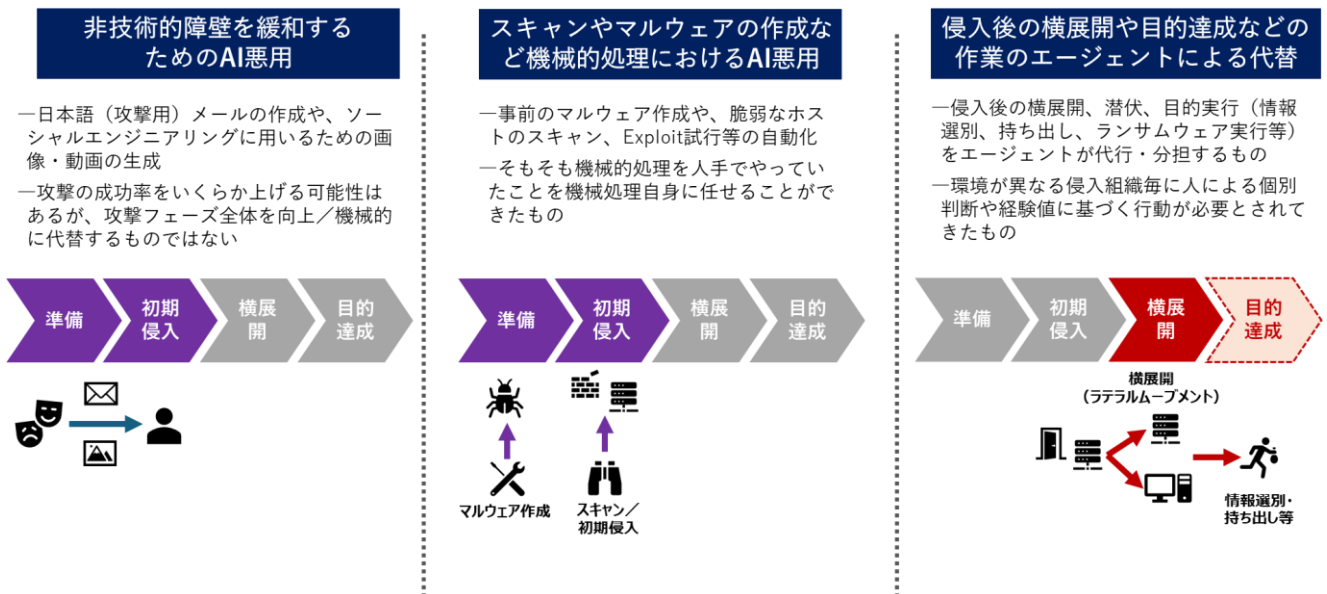 非技術的障壁を緩和する
ためのAI悪用
―日本語（攻撃用）メールの作成や、ソー
シャルエンジニアリングに用いるための画
像・動画の生成
―攻撃の成功率をいくらか上げる可能性は
あるが、攻撃フェーズ全体を向上／機械的
に代替するものではない
準備
初期
侵入
横展
開
目的
達成
スキャンやマルウェアの作成な
ど機械的処理におけるAI悪用
―事前のマルウェア作成や、脆弱なホス
トのスキャン、Exploit試行等の自動化
―そもそも機械的処理を人手でやってい
たことを機械処理自身に任せることがで
きたもの
準備
初期
侵入
横展
開
目的
達成
マルウェア作成
スキャン／
初期侵入
侵入後の横展開や目的達成などの
作業のエージェントによる代替
―侵入後の横展開、潜伏、目的実行（情報
選別、持ち出し、ランサムウェア実行等）
をエージェントが代行・分担するもの
―環境が異なる侵入組織毎に人による個別
判断や経験値に基づく行動が必要とされて
きたもの
準備
初期
侵入
横展
開
目的
達成
横展開
（ラテラルムーブメント）
情報選別・
持ち出し等